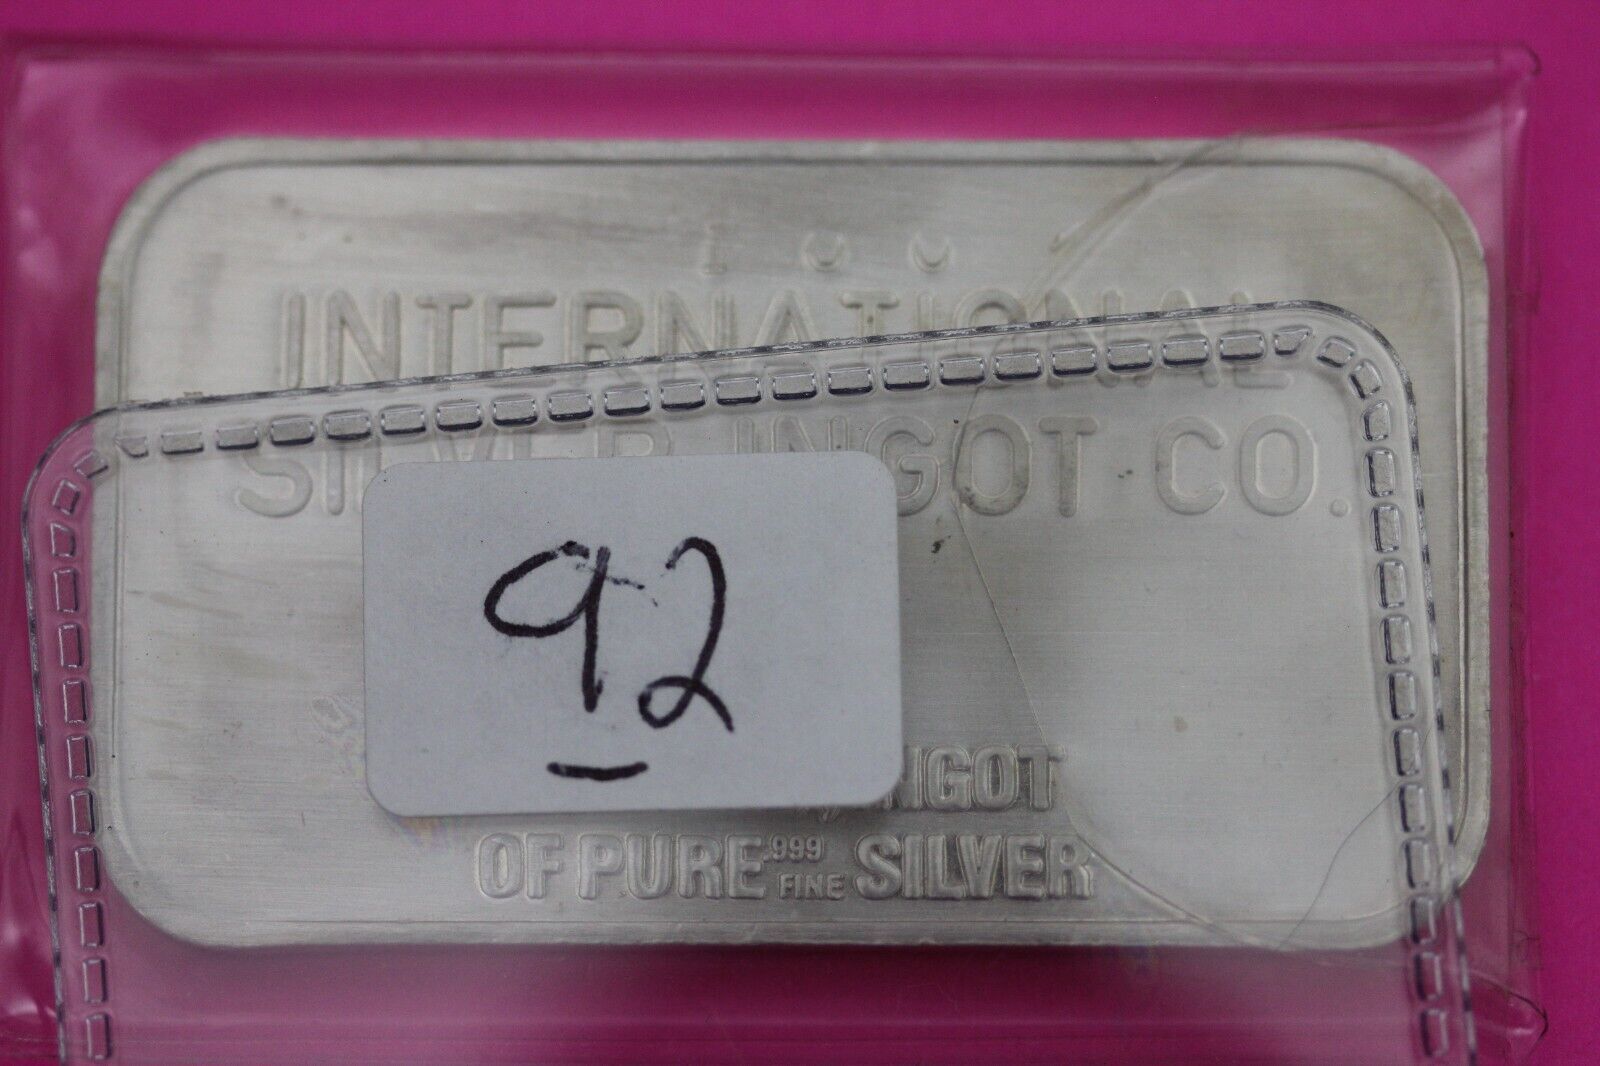 INTERNATIONAL
SILVER INGOT CO.
92
INGOT
OF PURE .999 FINE SILVER